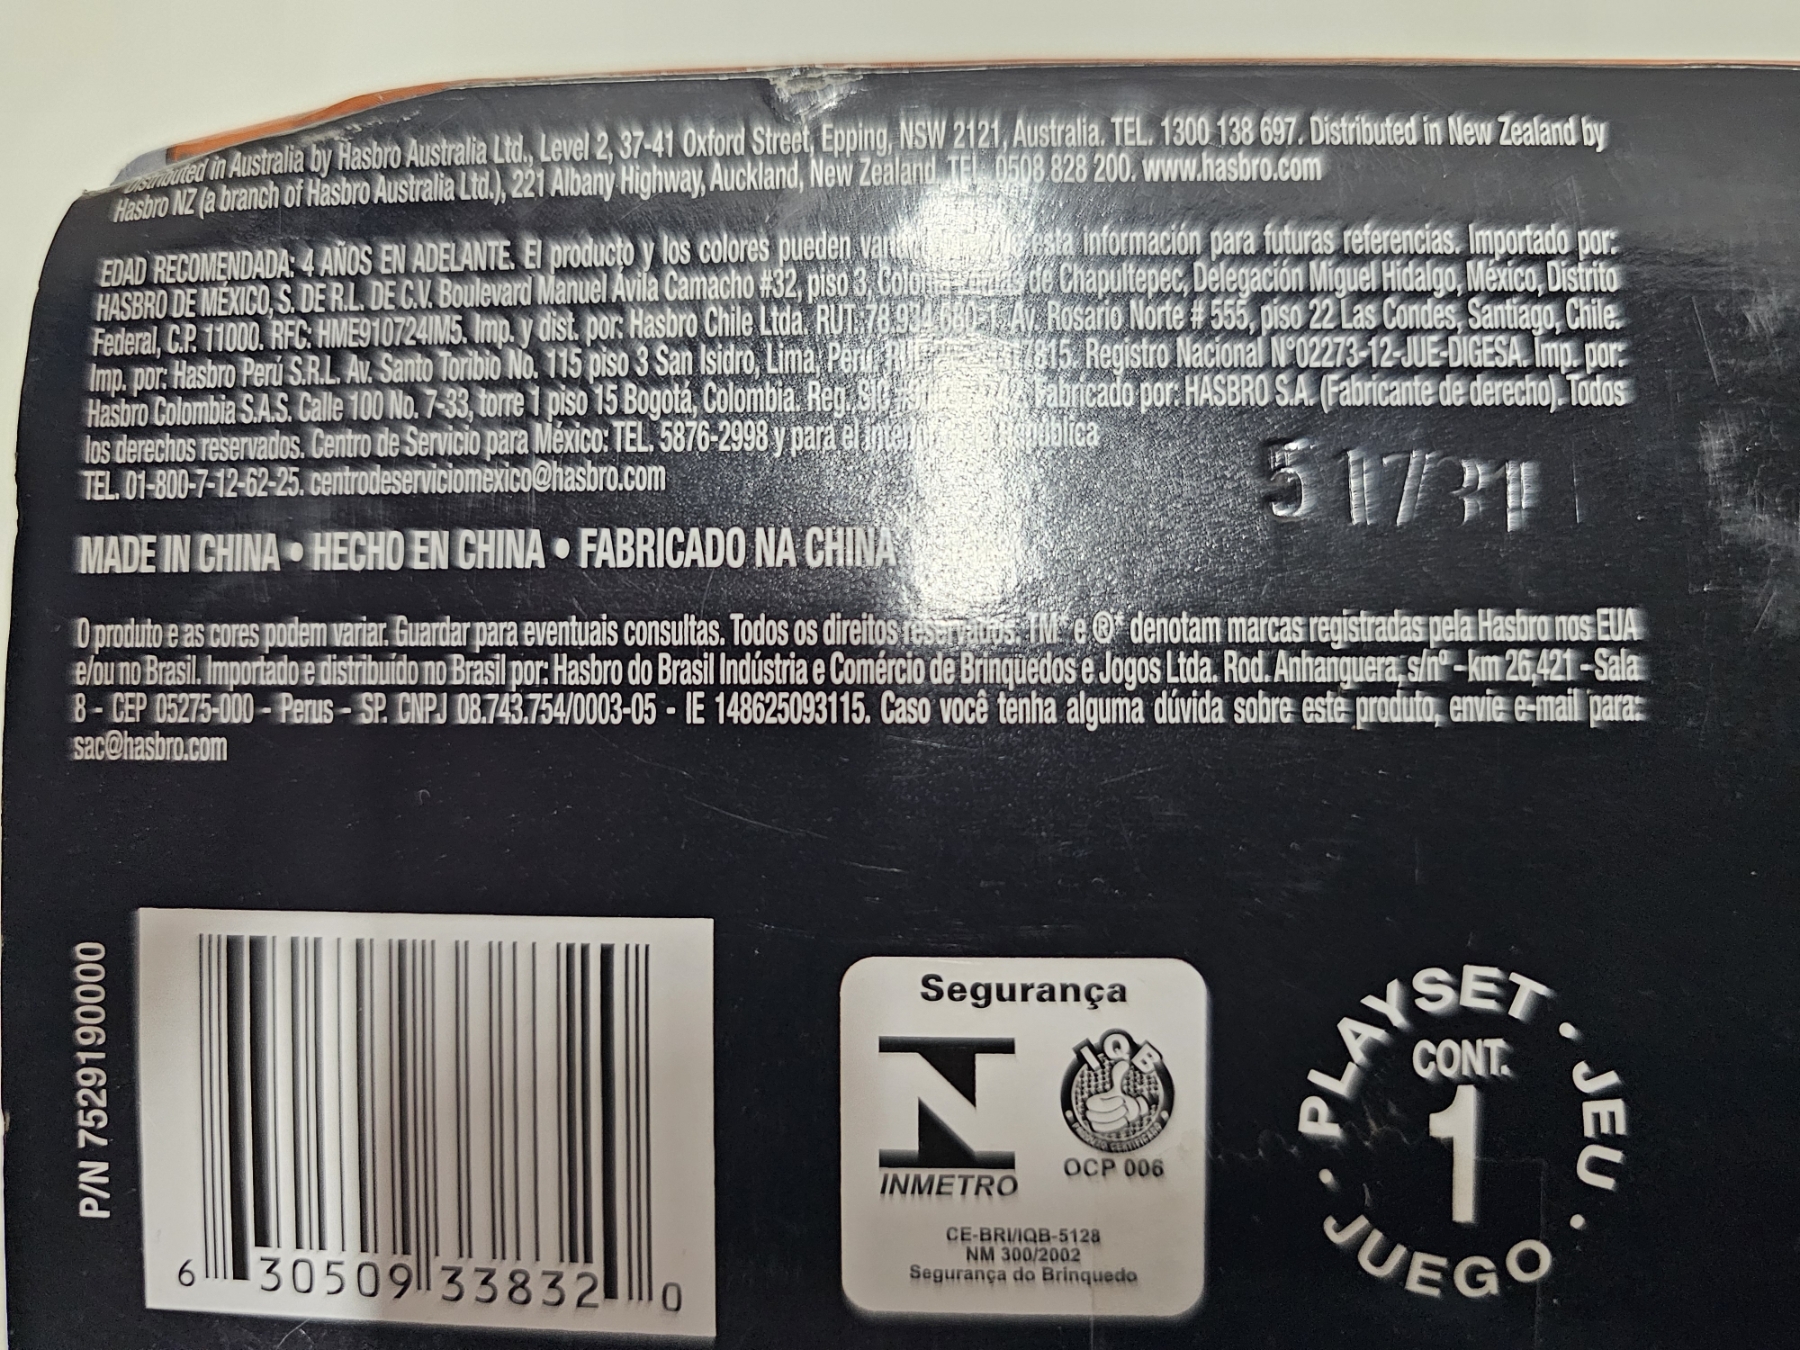 in Australia by Hasbro Australia Ltd., Level 2, 37-41 Oxford Street, Epping, NSW 2121, Australia. TEL. 1300 138 697. Distributed in New Zealand by
Hasbro NZ (a branch of Hasbro Australia Ltd.), 221 Albany Highway, Auckland, New Zealand. TEL. 0508 828 200. www.hasbro.com
EDAD RECOMENDADA: 4 AÑOS EN ADELANTE. El producto y los colores pueden esta información para futuras referencias. Importado por:
HASBRO DE MÉXICO, S. DE R.L. DE C.V. Boulevard Manuel Ávila Camacho #32, piso 3, de Chapultepec, Delegación Miguel Hidalgo, México, Distrito
Federal, C.P. 11000. RFC: HME910724IM5. Imp. y dist. por: Hasbro Chile Ltda. Av. Rosario Norte # 555, piso 22 Las Condes, Santiago, Chile.
Imp. por: Hasbro Perú S.R.L. Av. Santo Toribio No. 115 piso 3 San Isidro, Lima, Perú, Registro Nacional N°02273-12-JUE-DIGESA. Imp. por:
Hasbro Colombia S.A.S. Calle 100 No. 7-33, torre 1 piso 15 Bogotá, Colombia. Reg. Fabricado por: HASBRO S.A. (Fabricante de derecho). Todos
los derechos reservados. Centro de Servicio para México: TEL. 5876-2998 y para el República
TEL. 01-800-7-12-62-25. centrodeserviciomexico@hasbro.com
MADE IN CHINA • HECHO EN CHINA • FABRICADO NA CHINA
O produto e as cores podem variar. Guardar para eventuais consultas. Todos os direitos reservados. TM* e ®* denotam marcas registradas pela Hasbro nos EUA
e/ou no Brasil. Importado e distribuído no Brasil por: Hasbro do Brasil Indústria e Comércio de Brinquedos e Jogos Ltda. Rod. Anhanguera, s/nº - km 26,421 - Sala
8 - CEP 05275-000 - Perus - SP. CNPJ 08.743.754/0003-05 - IE 148625093115. Caso você tenha alguma dúvida sobre este produto, envie e-mail para:
sac@hasbro.com
P/N 7529190000
6 30509 33832 0
Segurança
IQB
INMETRO
OCP 006
CE-BRI/IQB-5128
NM 300/2002
Segurança do Brinquedo
PLAYSET • JEU • JUEGO •
CONT.
1